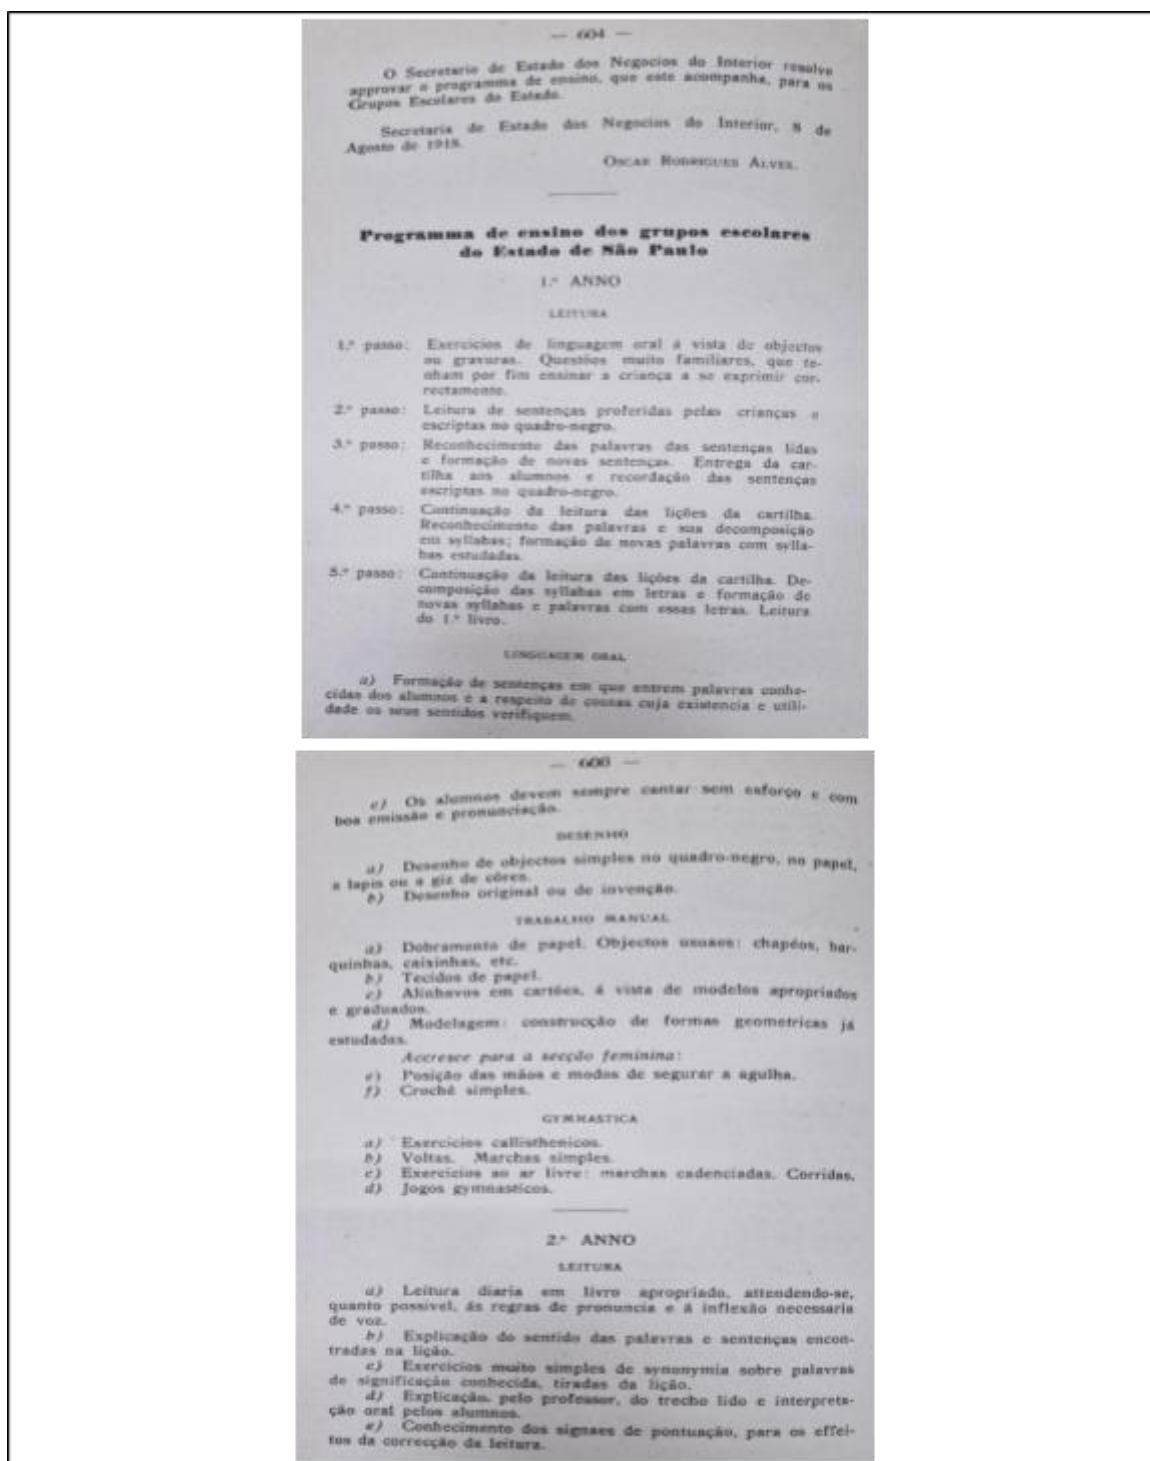 — 604 —
O Secretario de Estado dos Negocios do Interior resolve
approvar o programma de ensino, que este acompanha, para os
Grupos Escolares do Estado.
Secretaria de Estado dos Negocios do Interior, 8 de
Agosto de 1918.
OSCAR RODRIGUES ALVES.
Programma de ensino dos grupos escolares
do Estado de São Paulo
1.º ANNO
LEITURA
1.º passo: Exercicios de linguagem oral á vista de objectos
ou gravuras. Questões muito familiares, que te-
nham por fim ensinar a criança a se exprimir cor-
rectamente.
2.º passo: Leitura de sentenças proferidas pelas crianças e
escriptas no quadro-negro.
3.º passo: Reconhecimento das palavras das sentenças lidas
e formação de novas sentenças. Entrega da car-
tilha aos alumnos e recordação das sentenças
escriptas no quadro-negro.
4.º passo: Continuação da leitura das lições da cartilha.
Reconhecimento das palavras e sua decomposição
em syllabas; formação de novas palavras com sylla-
bas estudadas.
5.º passo: Continuação da leitura das lições da cartilha. De-
composição das syllabas em letras e formação de
novas syllabas e palavras com essas letras. Leitura
do 1.º livro.
LINGUAGEM ORAL
a) Formação de sentenças em que entrem palavras conhe-
cidas dos alumnos e a respeito de cousas cuja existencia e utili-
dade os seus sentidos verifiquem.
— 606 —
e) Os alumnos devem sempre cantar sem esforço e com
boa emissão e pronunciação.
DESENHO
a) Desenho de objectos simples no quadro-negro, no papel,
a lapis ou a giz de côres.
b) Desenho original ou de invenção.
TRABALHO MANUAL
a) Dobramento de papel. Objectos usuaes: chapéos, bar-
quinhas, caixinhas, etc.
b) Tecidos de papel.
c) Alinhavos em cartões, á vista de modelos apropriados
e graduados.
d) Modelagem: construcção de formas geometricas já
estudadas.
Accresce para a secção feminina:
e) Posição das mãos e modos de segurar a agulha.
f) Crochê simples.
GYMNASTICA
a) Exercicios callisthenicos.
b) Voltas. Marchas simples.
c) Exercicios ao ar livre: marchas cadenciadas. Corridas.
d) Jogos gymnasticos.
2.º ANNO
LEITURA
a) Leitura diaria em livro apropriado, attendendo-se,
quanto possivel, ás regras de pronuncia e á inflexão necessaria
de voz.
b) Explicação do sentido das palavras e sentenças encon-
tradas na lição.
c) Exercicios muito simples de synonymia sobre palavras
de significação conhecida, tiradas da lição.
d) Explicação, pelo professor, do trecho lido e interpreta-
ção oral pelos alumnos.
e) Conhecimento dos signaes de pontuação, para os effei-
tos da correcção da leitura.